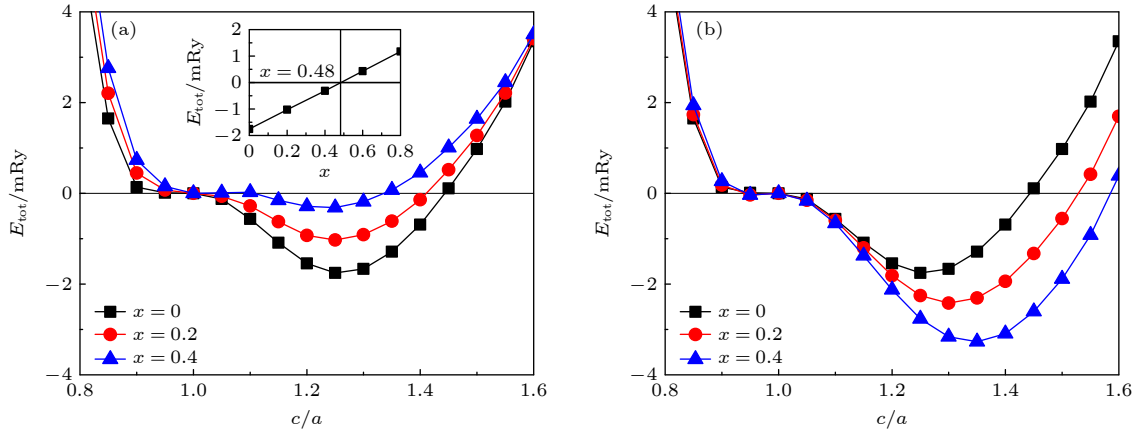 (a)
4
2
0
−2
−4
E_tot/mRy
0.8
1.0
1.2
1.4
1.6
c/a
x = 0
x = 0.2
x = 0.4
2
1
0
−1
−2
E_tot/mRy
x = 0.48
0
0.2
0.4
0.6
0.8
x
(b)
4
2
0
−2
−4
E_tot/mRy
0.8
1.0
1.2
1.4
1.6
c/a
x = 0
x = 0.2
x = 0.4